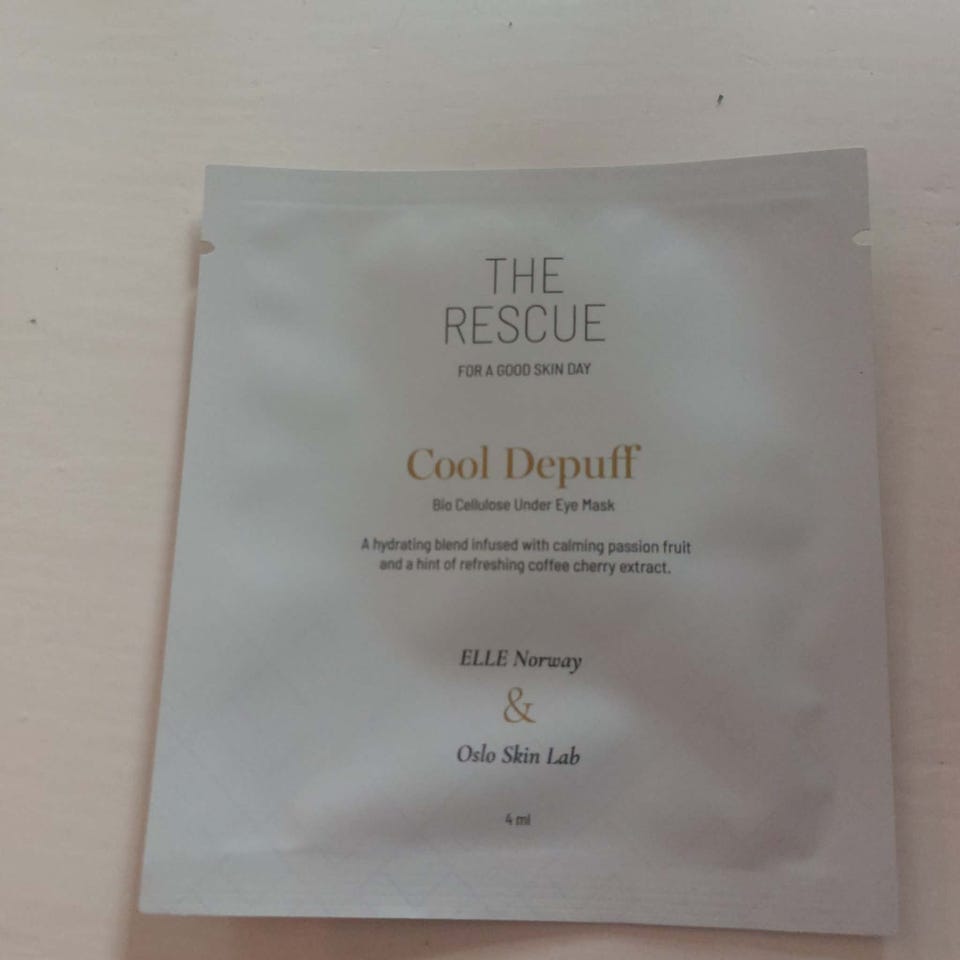 THE
RESCUE
FOR A GOOD SKIN DAY
Cool Depuff
Bio Cellulose Under Eye Mask
A hydrating blend infused with calming passion fruit
and a hint of refreshing coffee cherry extract.
ELLE Norway
&
Oslo Skin Lab
4 ml